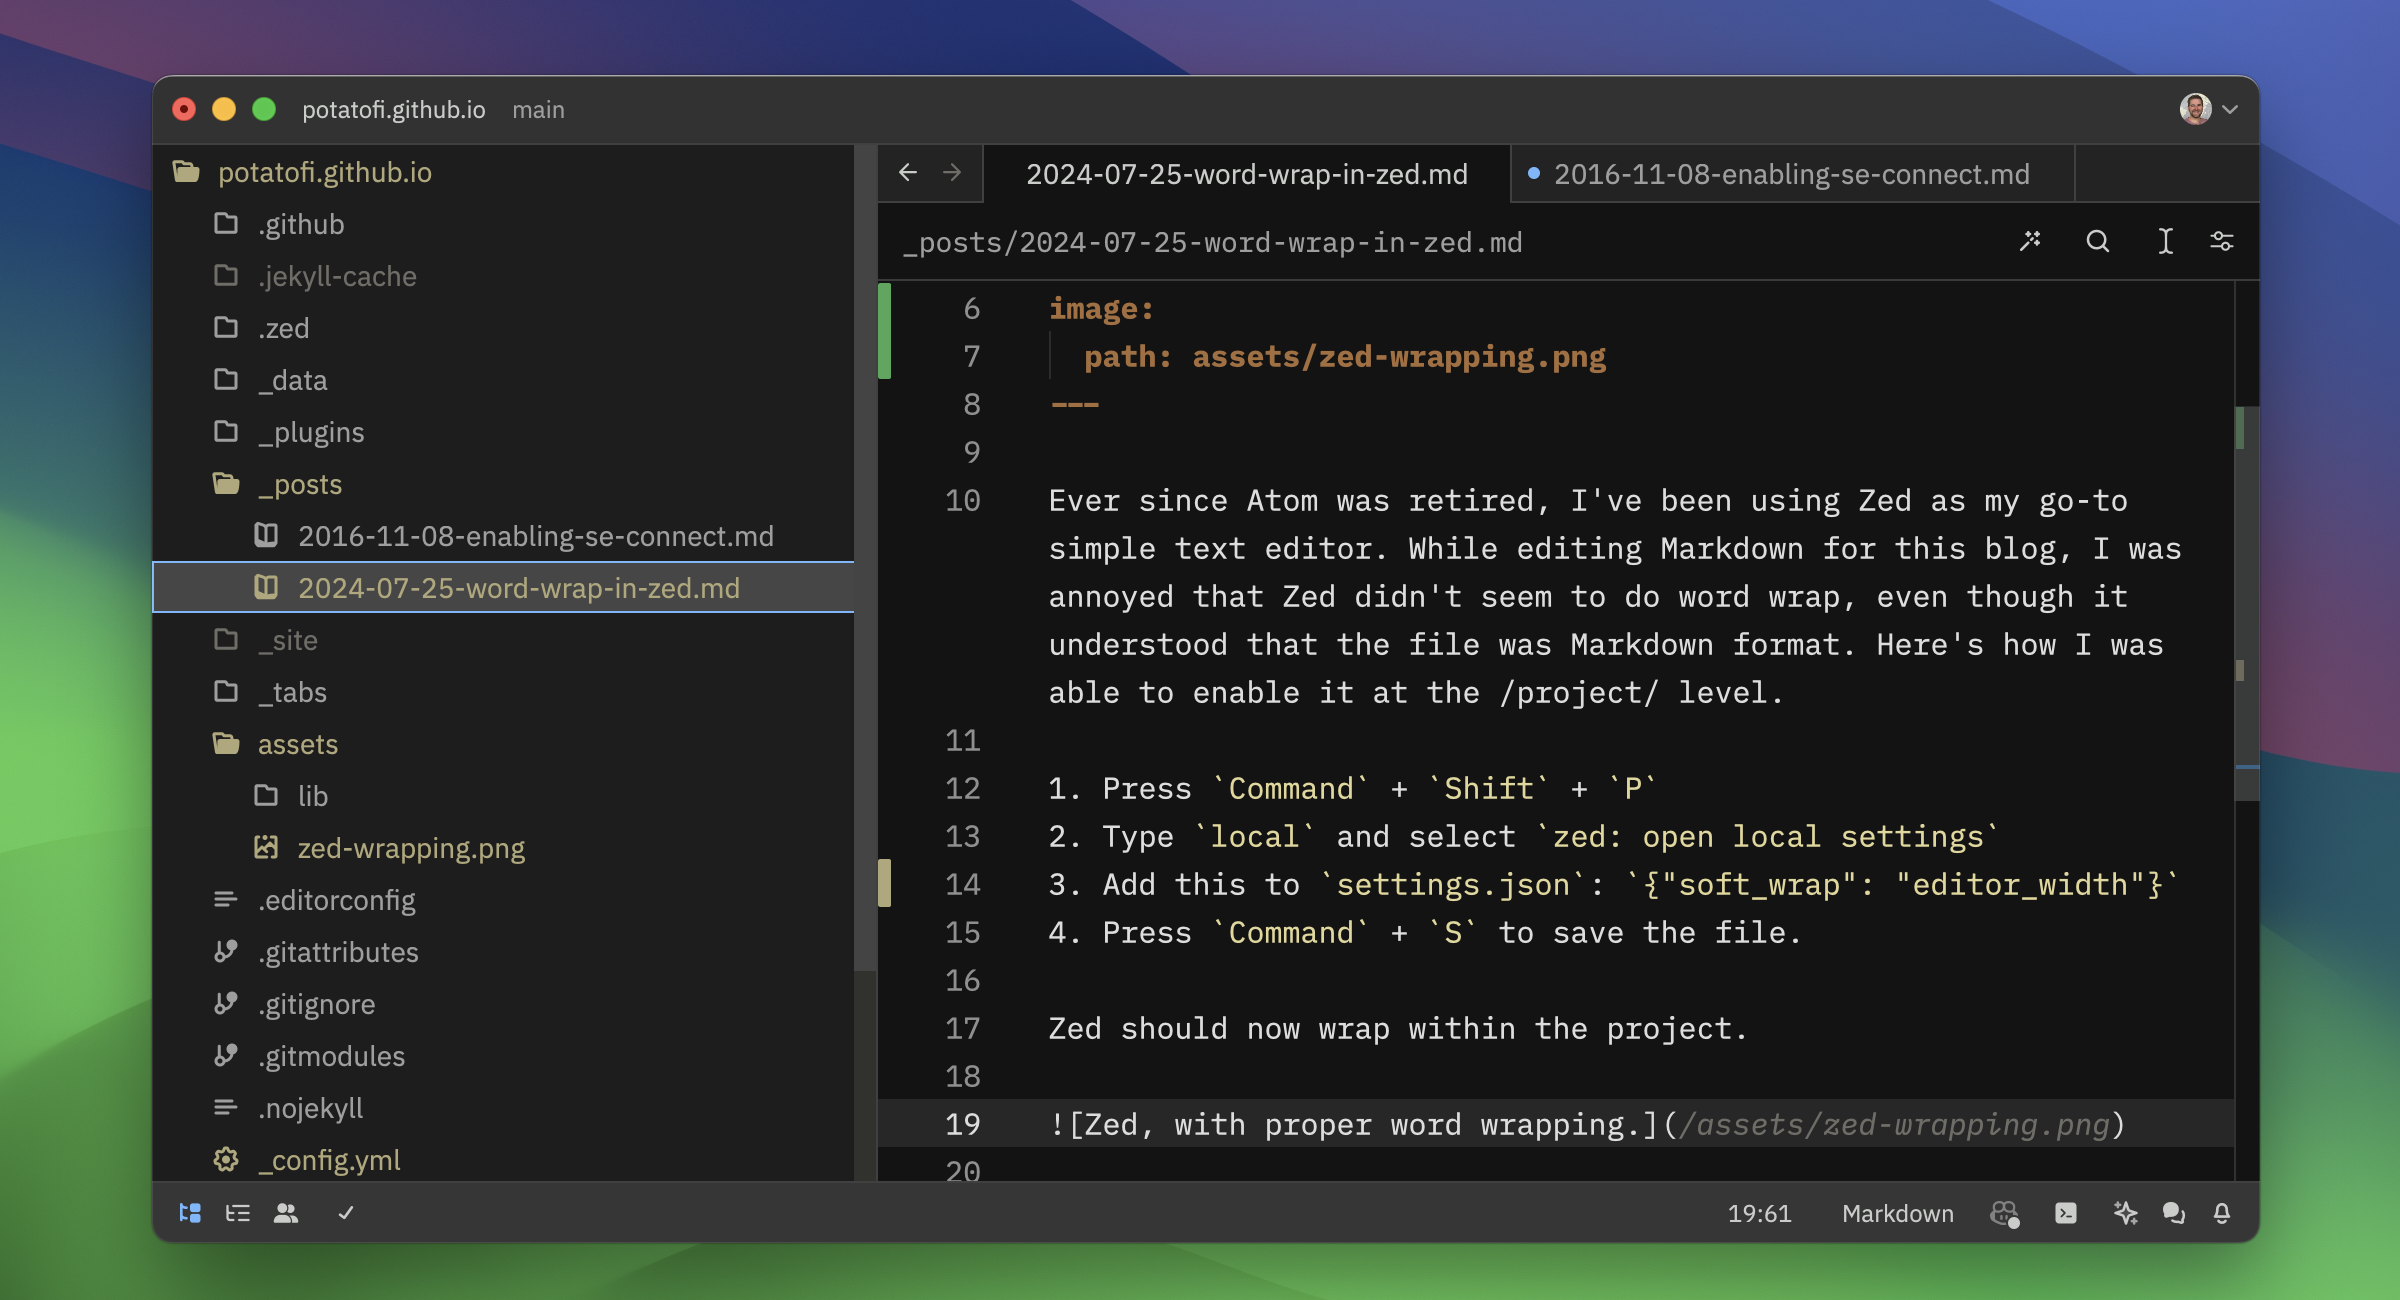 potatofi.github.io main
potatofi.github.io
.github
.jekyll-cache
.zed
_data
_plugins
_posts
2016-11-08-enabling-se-connect.md
2024-07-25-word-wrap-in-zed.md
_site
_tabs
assets
lib
zed-wrapping.png
.editorconfig
.gitattributes
.gitignore
.gitmodules
.nojekyll
_config.yml
2024-07-25-word-wrap-in-zed.md 2016-11-08-enabling-se-connect.md
_posts/2024-07-25-word-wrap-in-zed.md
6 image:
7 path: assets/zed-wrapping.png
8 ---
9
10 Ever since Atom was retired, I've been using Zed as my go-to
simple text editor. While editing Markdown for this blog, I was
annoyed that Zed didn't seem to do word wrap, even though it
understood that the file was Markdown format. Here's how I was
able to enable it at the /project/ level.
11
12 1. Press `Command` + `Shift` + `P`
13 2. Type `local` and select `zed: open local settings`
14 3. Add this to `settings.json`: `{"soft_wrap": "editor_width"}`
15 4. Press `Command` + `S` to save the file.
16
17 Zed should now wrap within the project.
18
19 ![Zed, with proper word wrapping.](/assets/zed-wrapping.png)
20
19:61 Markdown